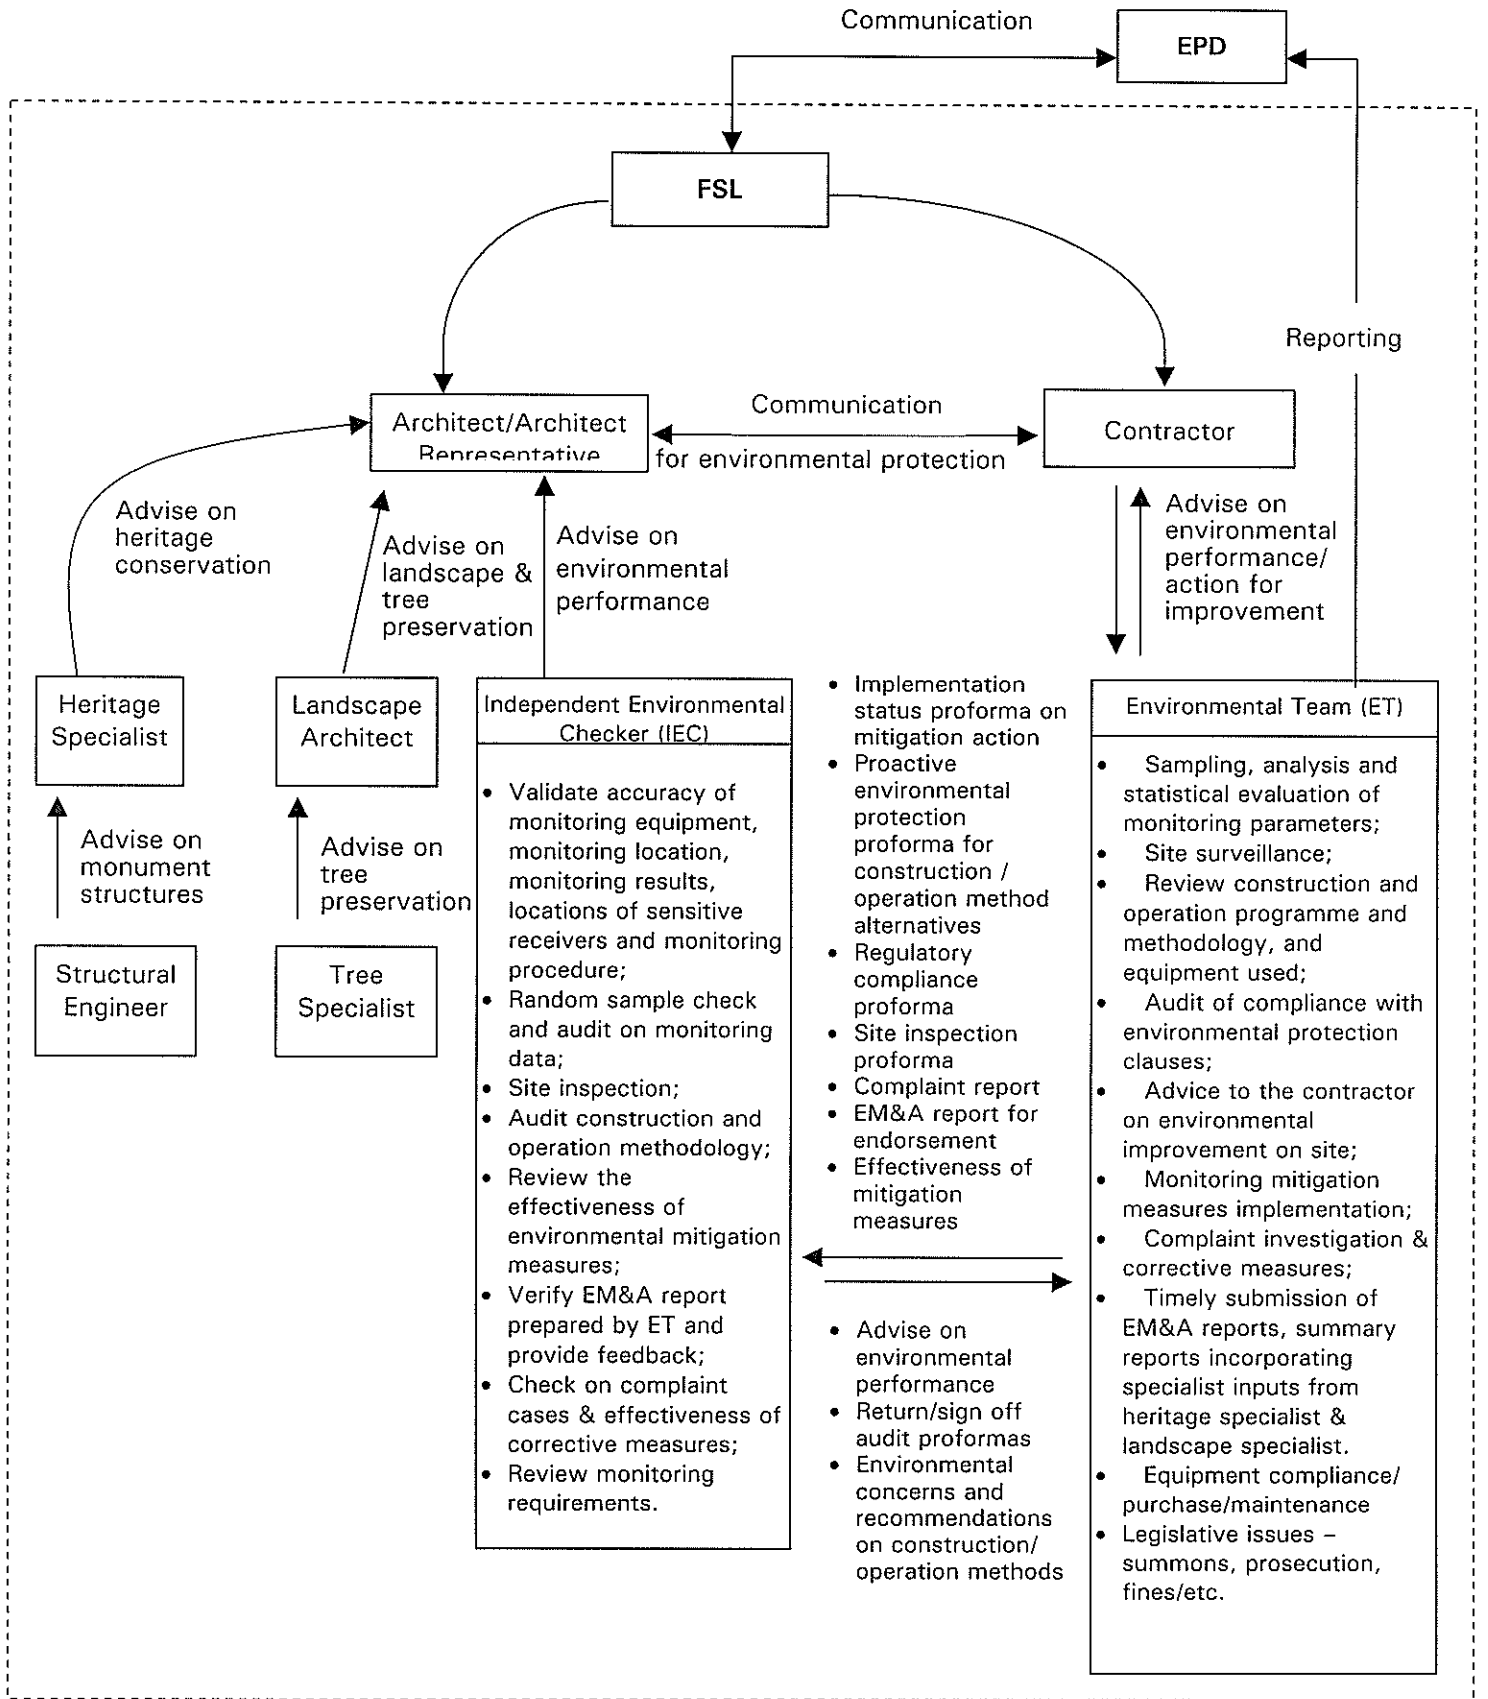 Communication
EPD
FSL
Reporting
Architect/Architect
Representative
Communication
for environmental protection
Contractor
Advise on
heritage
conservation
Advise on
landscape &
tree
preservation
Advise on
environmental
performance
Advise on
environmental
performance/
action for
improvement
Heritage
Specialist
Landscape
Architect
Advise on
monument
structures
Advise on
tree
preservation
Structural
Engineer
Tree
Specialist
Independent Environmental
Checker (IEC)
• Validate accuracy of
monitoring equipment,
monitoring location,
monitoring results,
locations of sensitive
receivers and monitoring
procedure;
• Random sample check
and audit on monitoring
data;
• Site inspection;
• Audit construction and
operation methodology;
• Review the
effectiveness of
environmental mitigation
measures;
• Verify EM&A report
prepared by ET and
provide feedback;
• Check on complaint
cases & effectiveness of
corrective measures;
• Review monitoring
requirements.
• Implementation
status proforma on
mitigation action
• Proactive
environmental
protection
proforma for
construction /
operation method
alternatives
• Regulatory
compliance
proforma
• Site inspection
proforma
• Complaint report
• EM&A report for
endorsement
• Effectiveness of
mitigation
measures
• Advise on
environmental
performance
• Return/sign off
audit proformas
• Environmental
concerns and
recommendations
on construction/
operation methods
Environmental Team (ET)
• Sampling, analysis and
statistical evaluation of
monitoring parameters;
• Site surveillance;
• Review construction and
operation programme and
methodology, and
equipment used;
• Audit of compliance with
environmental protection
clauses;
• Advice to the contractor
on environmental
improvement on site;
• Monitoring mitigation
measures implementation;
• Complaint investigation &
corrective measures;
• Timely submission of
EM&A reports, summary
reports incorporating
specialist inputs from
heritage specialist &
landscape specialist.
• Equipment compliance/
purchase/maintenance
• Legislative issues –
summons, prosecution,
fines/etc.